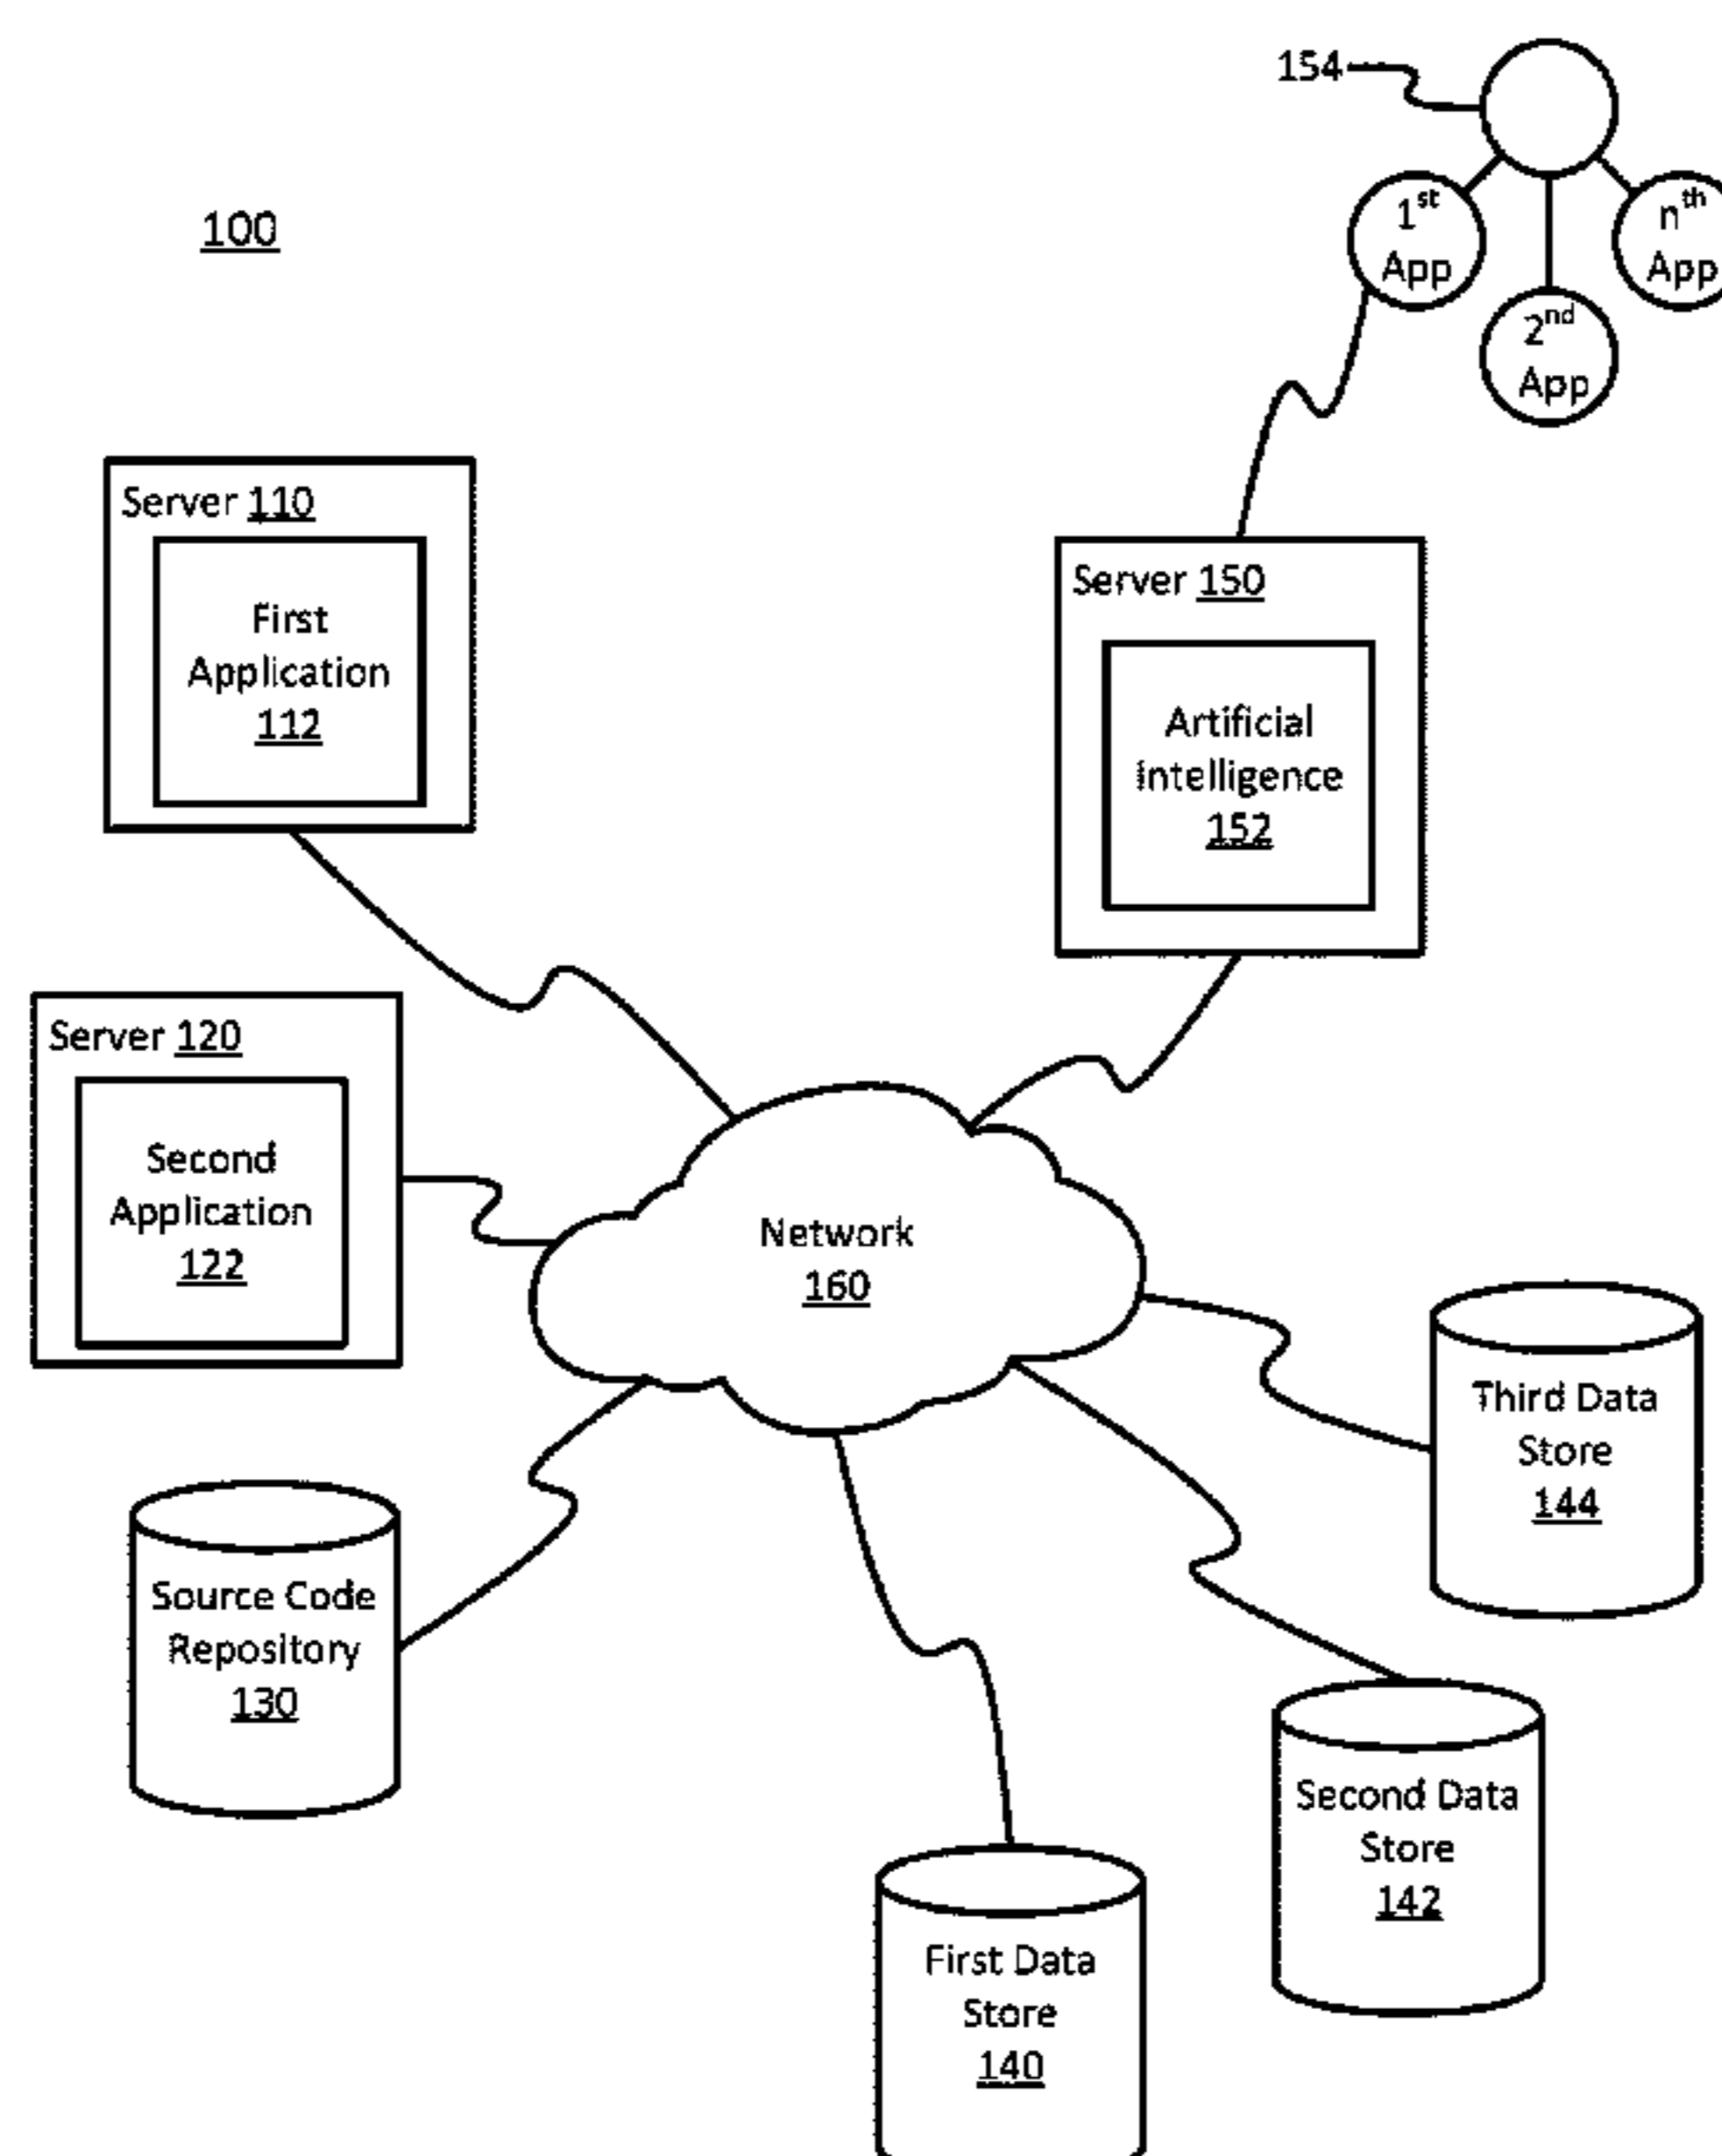 154
1st
App
nth
App
2nd
App
100
Server 110
First
Application
112
Server 150
Artificial
Intelligence
152
Server 120
Second
Application
122
Network
160
Third Data
Store
144
Source Code
Repository
130
Second Data
Store
142
First Data
Store
140